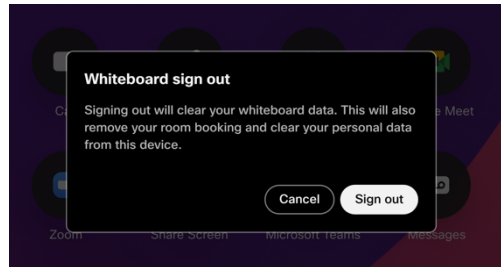 Whiteboard sign out
Signing out will clear your whiteboard data. This will also
remove your room booking and clear your personal data
from this device.
Cancel
Sign out
Meet
Zoom
Share Screen
Microsoft Teams
Messages